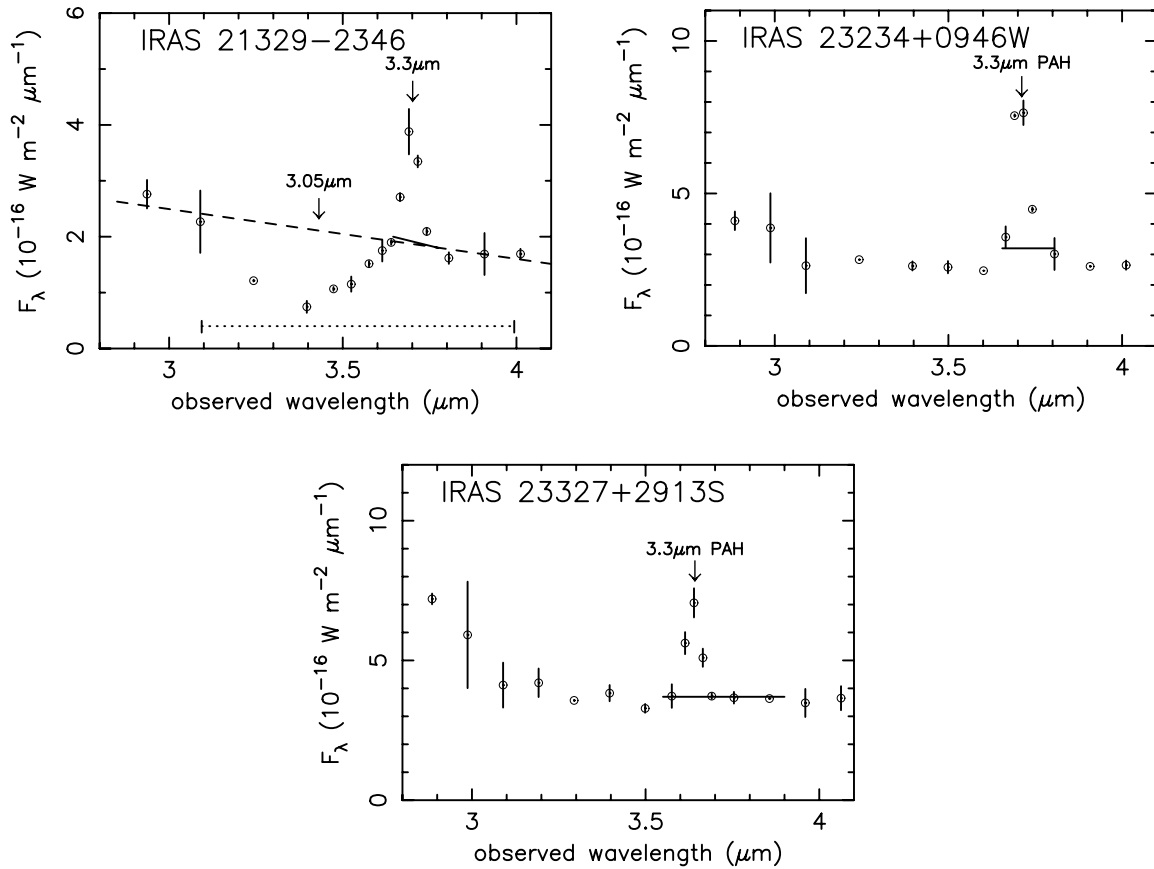 IRAS 21329−2346
3.3μm
3.05μm
F_λ (10^−16 W m^−2 μm^−1)
0
2
4
6
3
3.5
4
observed wavelength (μm)
IRAS 23234+0946W
3.3μm PAH
F_λ (10^−16 W m^−2 μm^−1)
0
5
10
3
3.5
4
observed wavelength (μm)
IRAS 23327+2913S
3.3μm PAH
F_λ (10^−16 W m^−2 μm^−1)
0
5
10
3
3.5
4
observed wavelength (μm)